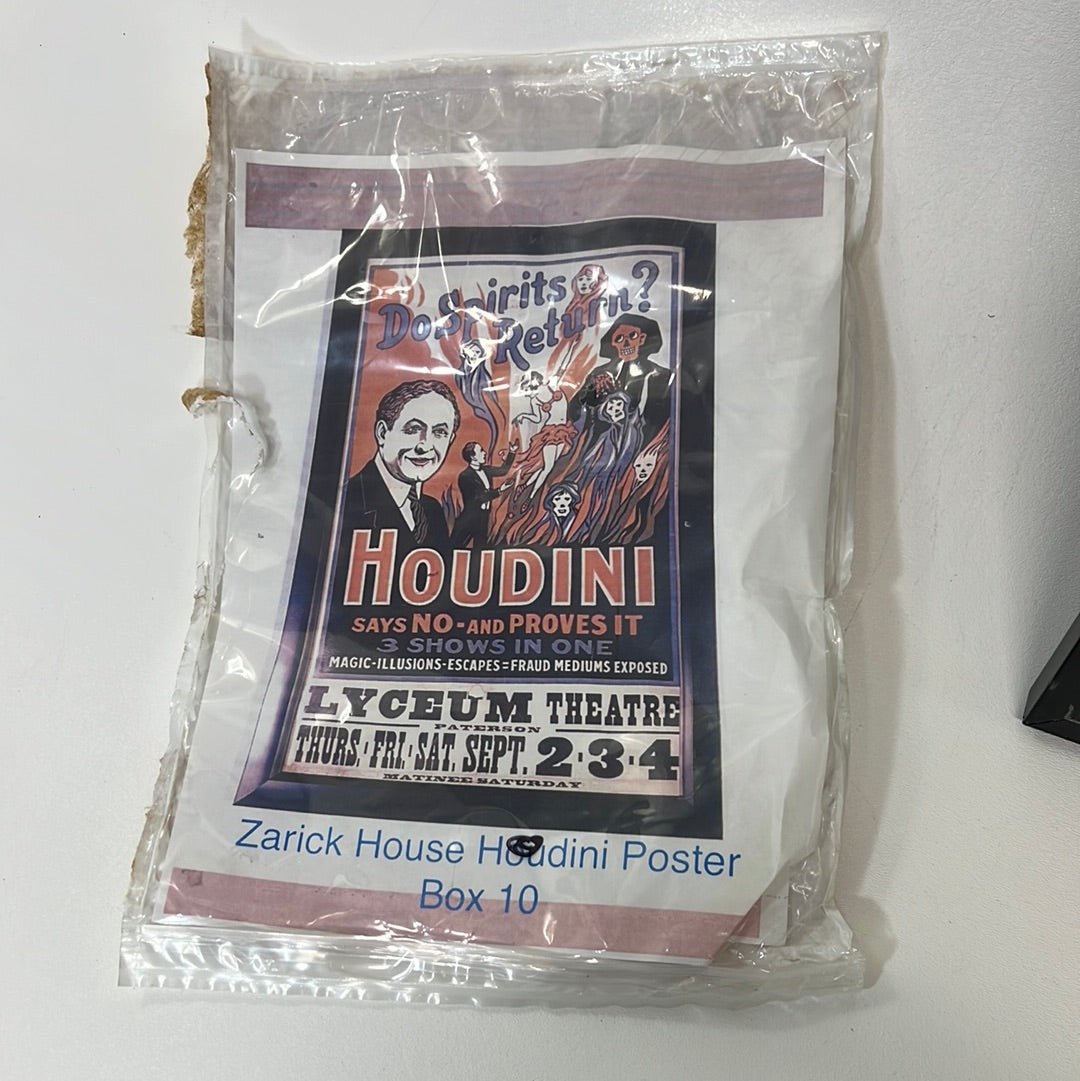 Do Spirits
Return?
HOUDINI
SAYS NO - AND PROVES IT
3 SHOWS IN ONE
MAGIC-ILLUSIONS-ESCAPES=FRAUD MEDIUMS EXPOSED
LYCEUM THEATRE
PATERSON
THURS. · FRI. · SAT. SEPT. 2·3·4
MATINEE SATURDAY
Zarick House Houdini Poster
Box 10